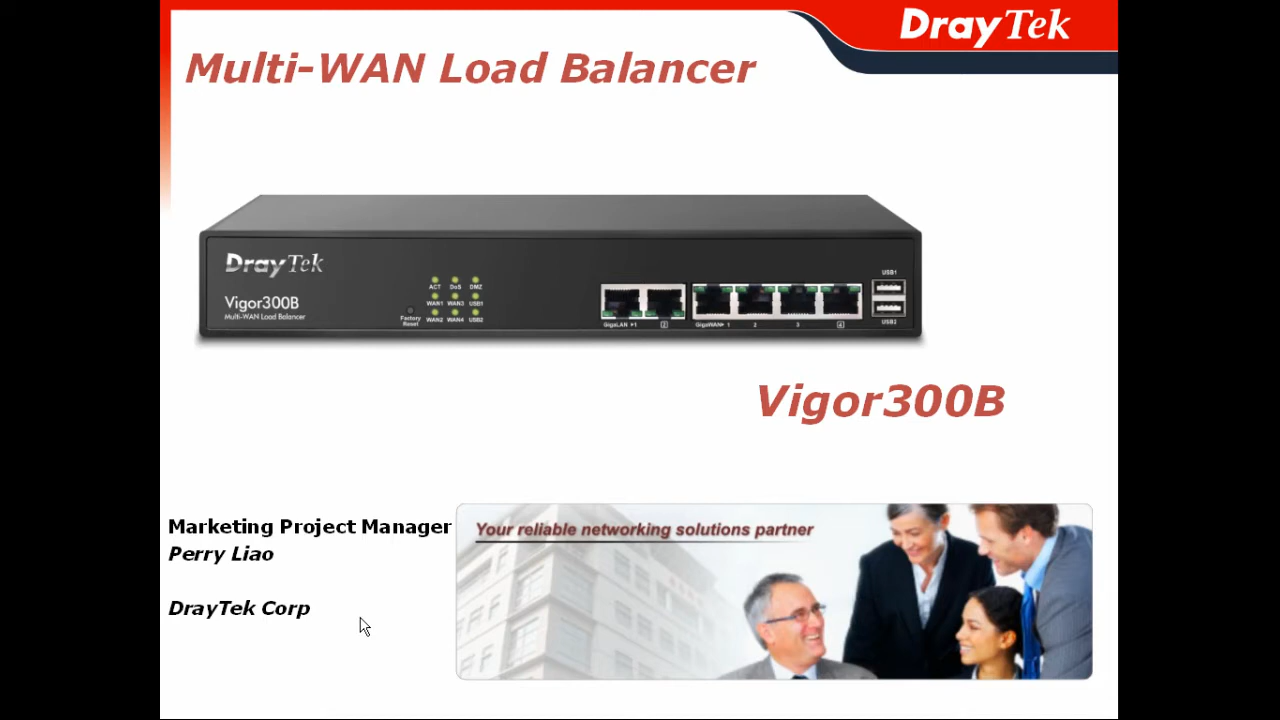 DrayTek
Multi-WAN Load Balancer
DrayTek
Vigor300B
Multi-WAN Load Balancer
Factory
Reset
ACT DoS DMZ
WAN1 WAN3 USB1
WAN2 WAN4 USB2
GigaLAN 1 2
GigaWAN 1 2 3 4
USB1
USB2
Vigor300B
Marketing Project Manager
Perry Liao
DrayTek Corp
Your reliable networking solutions partner